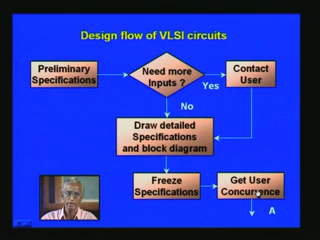 Design flow of VLSI circuits
Preliminary
Specifications
Need more
Inputs ?
Contact
User
Yes
No
Draw detailed
Specifications
and block diagram
Freeze
Specifications
Get User
Concurrence
A